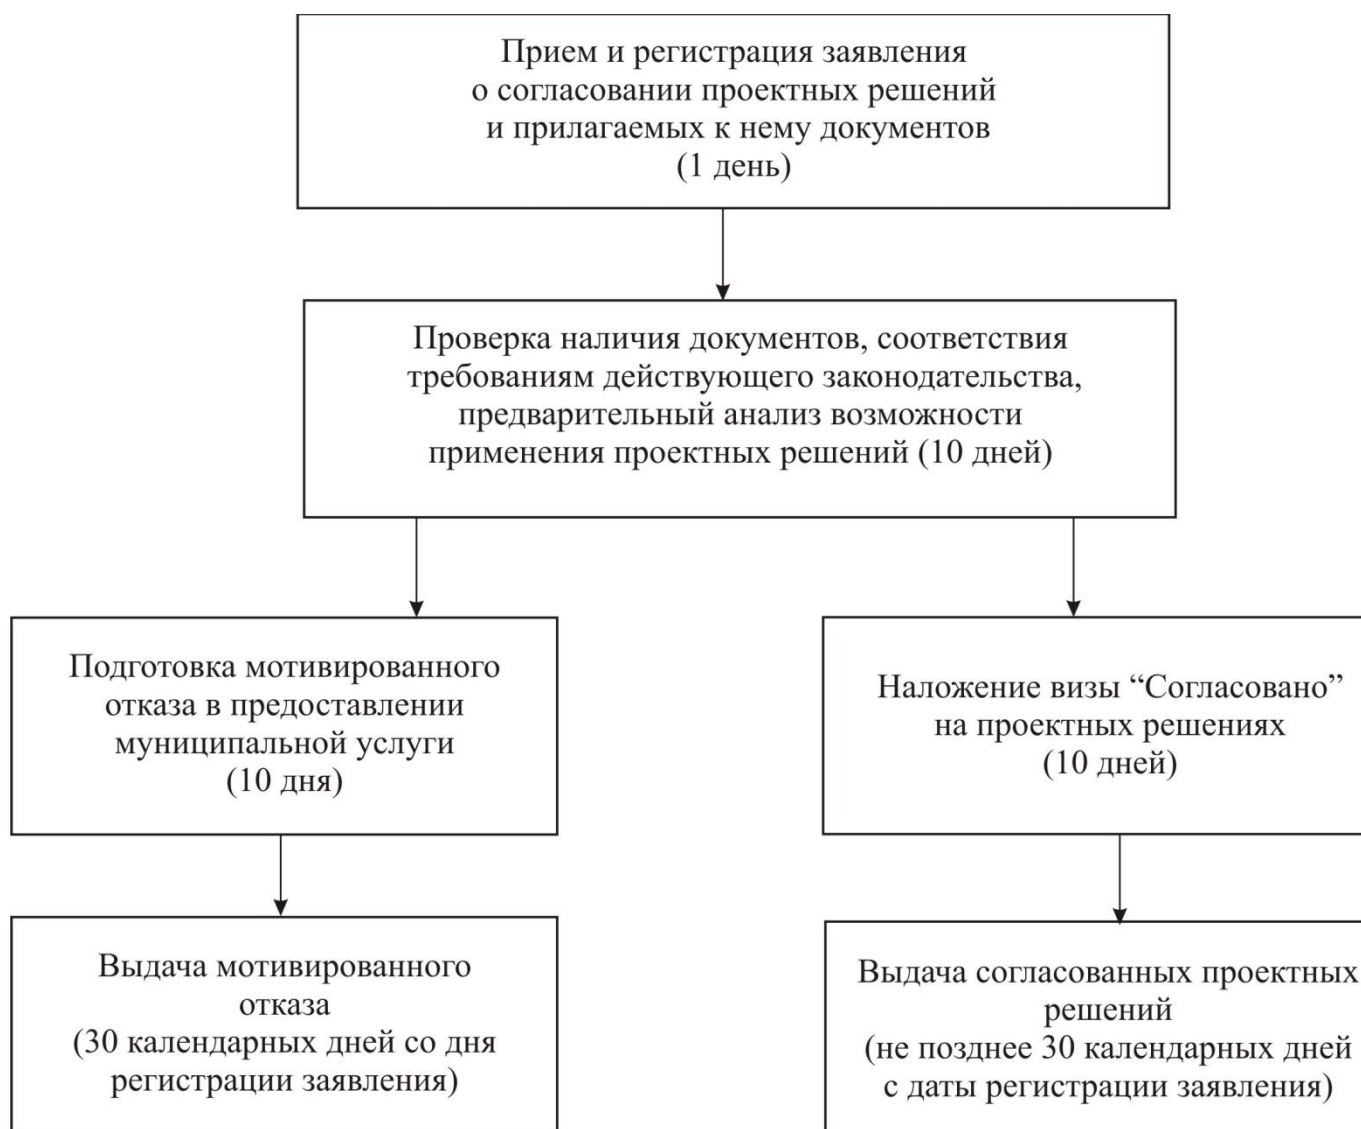 Прием и регистрация заявления
о согласовании проектных решений
и прилагаемых к нему документов
(1 день)
Проверка наличия документов, соответствия
требованиям действующего законодательства,
предварительный анализ возможности
применения проектных решений (10 дней)
Подготовка мотивированного
отказа в предоставлении
муниципальной услуги
(10 дня)
Наложение визы “Согласовано”
на проектных решениях
(10 дней)
Выдача мотивированного
отказа
(30 календарных дней со дня
регистрации заявления)
Выдача согласованных проектных
решений
(не позднее 30 календарных дней
с даты регистрации заявления)